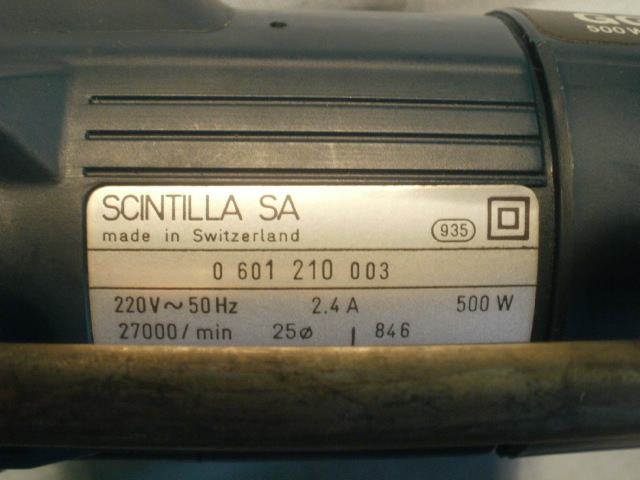 500 W
SCINTILLA SA
made in Switzerland
935
0 601 210 003
220V~50Hz 2.4 A 500 W
27000/min 25ø 846